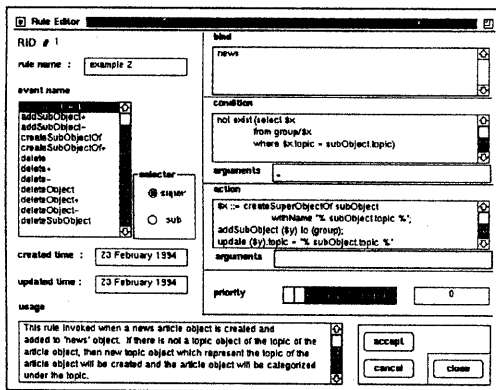 Rule Editor
RID # 1
rule name : example 2
event name
addSubObject+
addSubObject-
createSubObjectOf
createSubObjectOf+
delete
delete+
delete-
deleteObject
deleteObject+
deleteObject-
deleteSubObject
selector
super
sub
created time : 23 February 1994
updated time : 23 February 1994
usage
This rule invoked when a news article object is created and
added to 'news' object. If there is not a topic object of the topic of the
article object, then new topic object which represent the topic of the
article object will be created and the article object will be categorized
under the topic.
bind
news
condition
not exist (select $x
from group/$x
where $x.topic = subObject.topic)
arguments
action
$x ::= createSuperObjectOf subObject
withName "% subObject.topic %";
addSubObject ($y) to (group);
update ($y).topic = "% subObject.topic %"
arguments
priority 0
accept
cancel
close